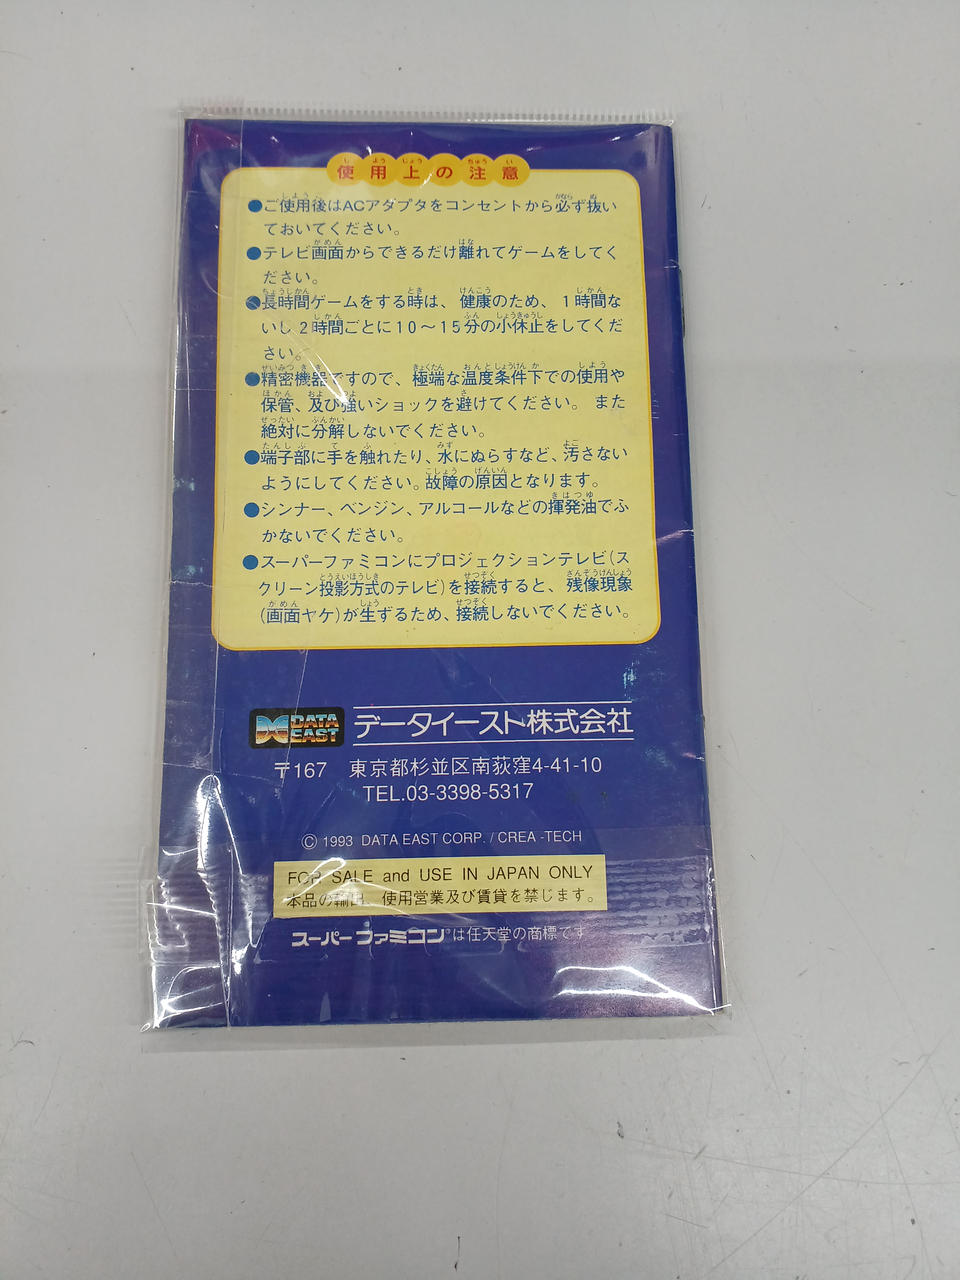 使用上の注意
●ご使用後はACアダプタをコンセントから必ず抜い
ておいてください。
●テレビ画面からできるだけ離れてゲームをしてく
ださい。
●長時間ゲームをする時は、健康のため、1時間な
いし2時間ごとに10～15分の小休止をしてくだ
さい。
●精密機器ですので、極端な温度条件下での使用や
保管、及び強いショックを避けてください。また
絶対に分解しないでください。
●端子部に手を触れたり、水にぬらすなど、汚さない
ようにしてください。故障の原因となります。
●シンナー、ベンジン、アルコールなどの揮発油でふ
かないでください。
●スーパーファミコンにプロジェクションテレビ(ス
クリーン投影方式のテレビ)を接続すると、残像現象
(画面ヤケ)が生ずるため、接続しないでください。
DATA EAST データイースト株式会社
〒167 東京都杉並区南荻窪4-41-10
TEL.03-3398-5317
© 1993 DATA EAST CORP. / CREA-TECH
FOR SALE and USE IN JAPAN ONLY
本品の輸出、使用営業及び賃貸を禁じます。
スーパーファミコン®は任天堂の商標です